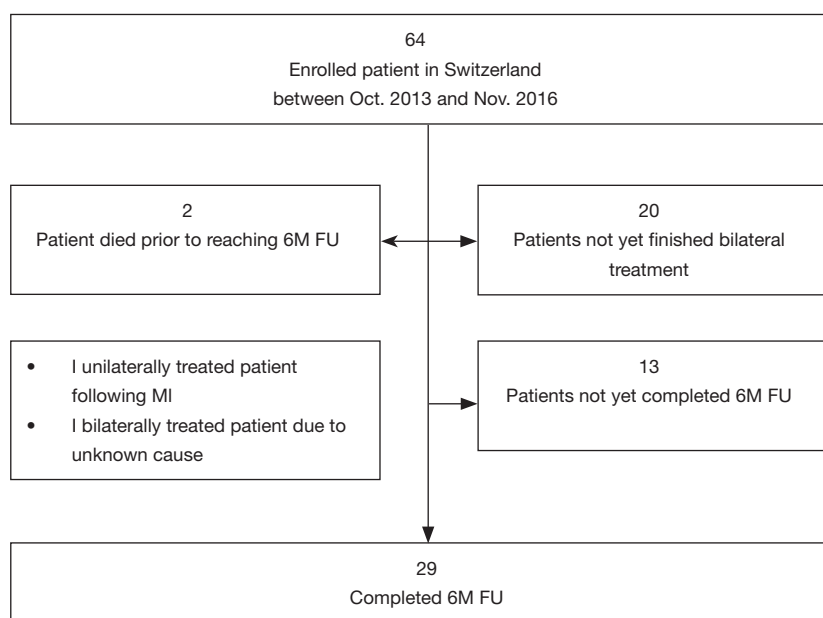 64
Enrolled patient in Switzerland
between Oct. 2013 and Nov. 2016
2
Patient died prior to reaching 6M FU
20
Patients not yet finished bilateral
treatment
• I unilaterally treated patient
following MI
• I bilaterally treated patient due to
unknown cause
13
Patients not yet completed 6M FU
29
Completed 6M FU